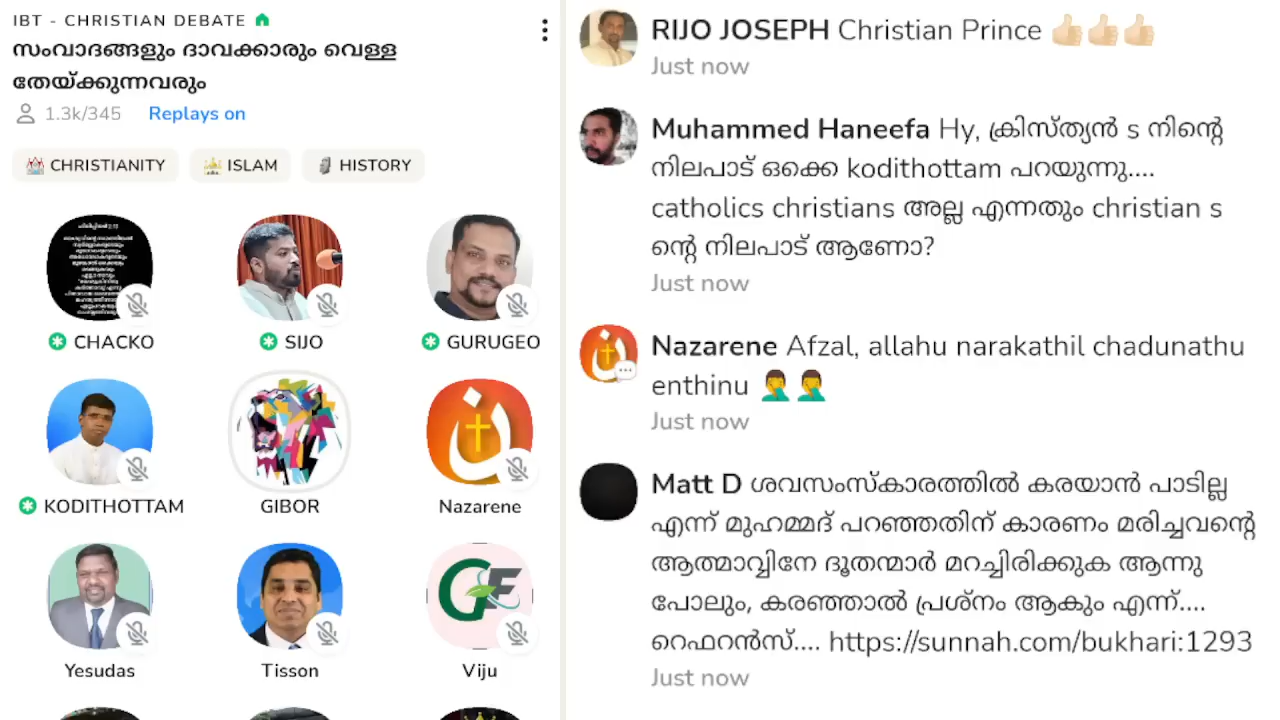 IBT - CHRISTIAN DEBATE
സംവാദങ്ങളും ദാവക്കാരും വെള്ള
തേയ്ക്കുന്നവരും
1.3k/345 Replays on
CHRISTIANITY ISLAM HISTORY
CHACKO SIJO GURUGEO
KODITHOTTAM GIBOR Nazarene
ن
GF
Yesudas Tisson Viju
RIJO JOSEPH Christian Prince 👍🏻👍🏻👍🏻
Just now
Muhammed Haneefa Hy, ക്രിസ്ത്യൻ s നിന്റെ
നിലപാട് ഒക്കെ kodithottam പറയുന്നു....
catholics christians അല്ല എന്നതും christian s
ന്റെ നിലപാട് ആണോ?
Just now
Nazarene Afzal, allahu narakathil chadunathu
enthinu 🤦‍♂️🤦‍♂️
Just now
Matt D ശവസംസ്കാരത്തിൽ കരയാൻ പാടില്ല
എന്ന് മുഹമ്മദ് പറഞ്ഞതിന് കാരണം മരിച്ചവന്റെ
ആത്മാവ്വിനേ ദൂതന്മാർ മറച്ചിരിക്കുക ആന്നു
പോലും, കരഞ്ഞാൽ പ്രശ്നം ആകും എന്ന്....
റെഫറൻസ്.... https://sunnah.com/bukhari:1293
Just now